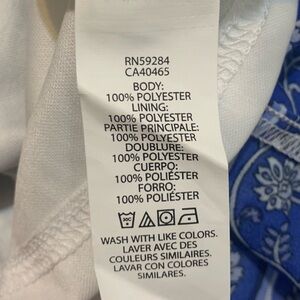 RN59284
CA40465
BODY:
100% POLYESTER
LINING:
100% POLYESTER
PARTIE PRINCIPALE:
100% POLYESTER
DOUBLURE:
100% POLYESTER
CUERPO:
100% POLIÉSTER
FORRO:
100% POLIÉSTER
WASH WITH LIKE COLORS.
LAVER AVEC DES
COULEURS SIMILAIRES.
LAVAR CON COLORES
SIMILARES.